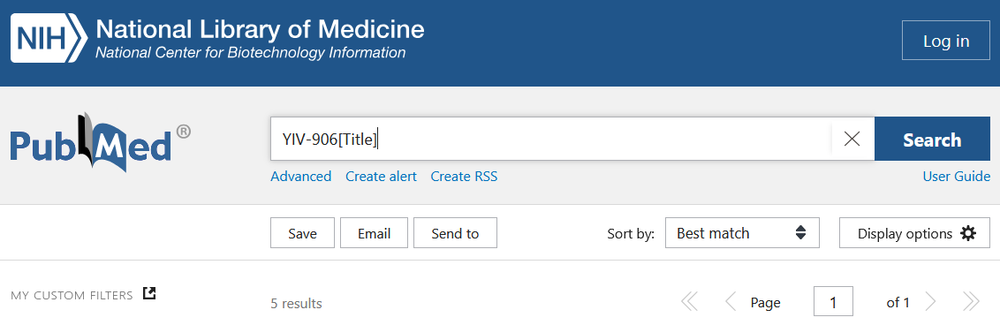 NIH National Library of Medicine
National Center for Biotechnology Information
Log in
PubMed®
YIV-906[Title]
Search
Advanced Create alert Create RSS User Guide
Save Email Send to Sort by: Best match Display options
MY CUSTOM FILTERS 5 results Page 1 of 1